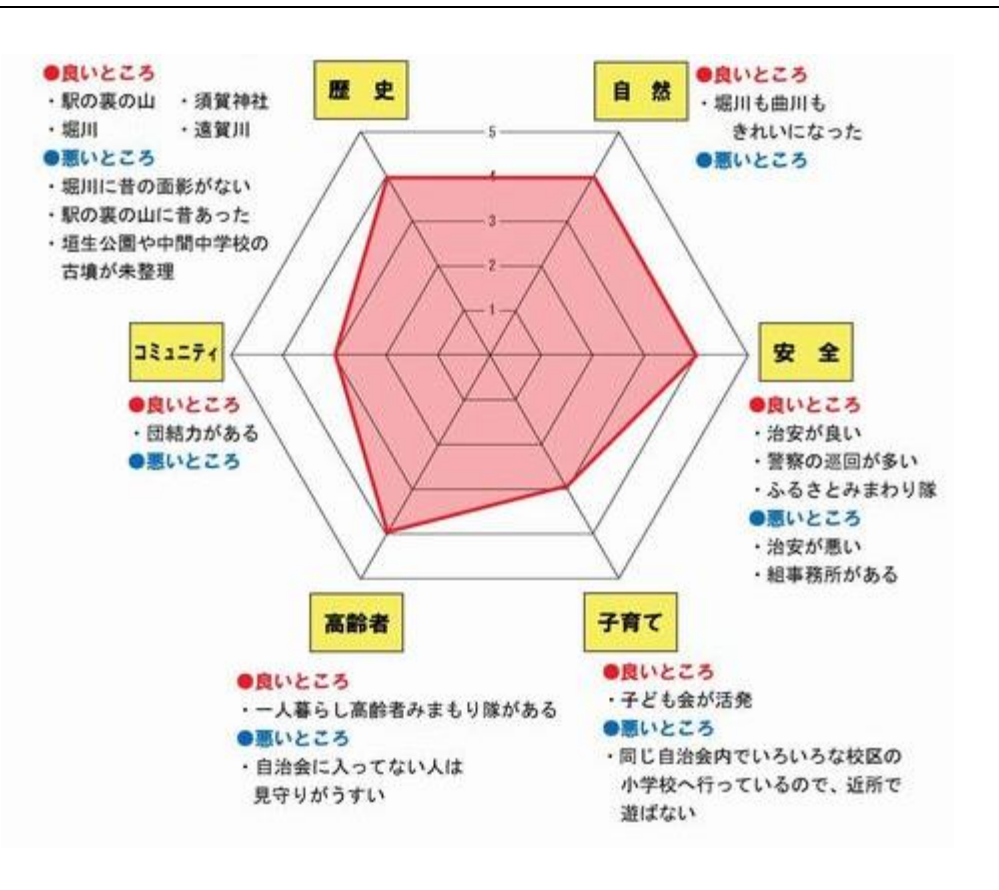 歴 史
●良いところ
・駅の裏の山 ・須賀神社
・堀川 ・遠賀川
●悪いところ
・堀川に昔の面影がない
・駅の裏の山に昔あった
・垣生公園や中間中学校の
古墳が未整理
自 然
●良いところ
・堀川も曲川も
きれいになった
●悪いところ
5
4
3
2
1
コミュニティ
●良いところ
・団結力がある
●悪いところ
安 全
●良いところ
・治安が良い
・警察の巡回が多い
・ふるさとみまわり隊
●悪いところ
・治安が悪い
・組事務所がある
高齢者
●良いところ
・一人暮らし高齢者みまもり隊がある
●悪いところ
・自治会に入ってない人は
見守りがうすい
子育て
●良いところ
・子ども会が活発
●悪いところ
・同じ自治会内でいろいろな校区の
小学校へ行っているので、近所で
遊ばない